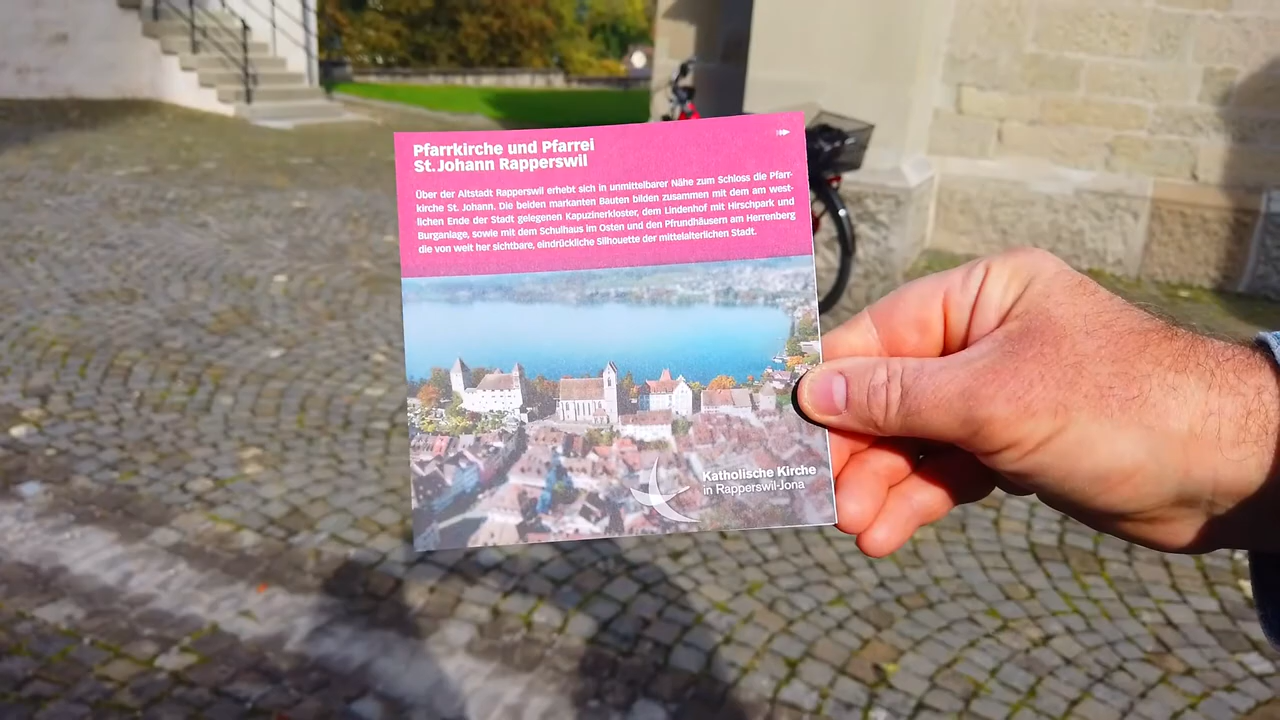 Pfarrkirche und Pfarrei
St. Johann Rapperswil
Über der Altstadt Rapperswil erhebt sich in unmittelbarer Nähe zum Schloss die Pfarr-
kirche St. Johann. Die beiden markanten Bauten bilden zusammen mit dem am west-
lichen Ende der Stadt gelegenen Kapuzinerkloster, dem Lindenhof mit Hirschpark und
Burganlage, sowie mit dem Schulhaus im Osten und den Pfrundhäusern am Herrenberg
die von weit her sichtbare, eindrückliche Silhouette der mittelalterlichen Stadt.
Katholische Kirche
in Rapperswil-Jona